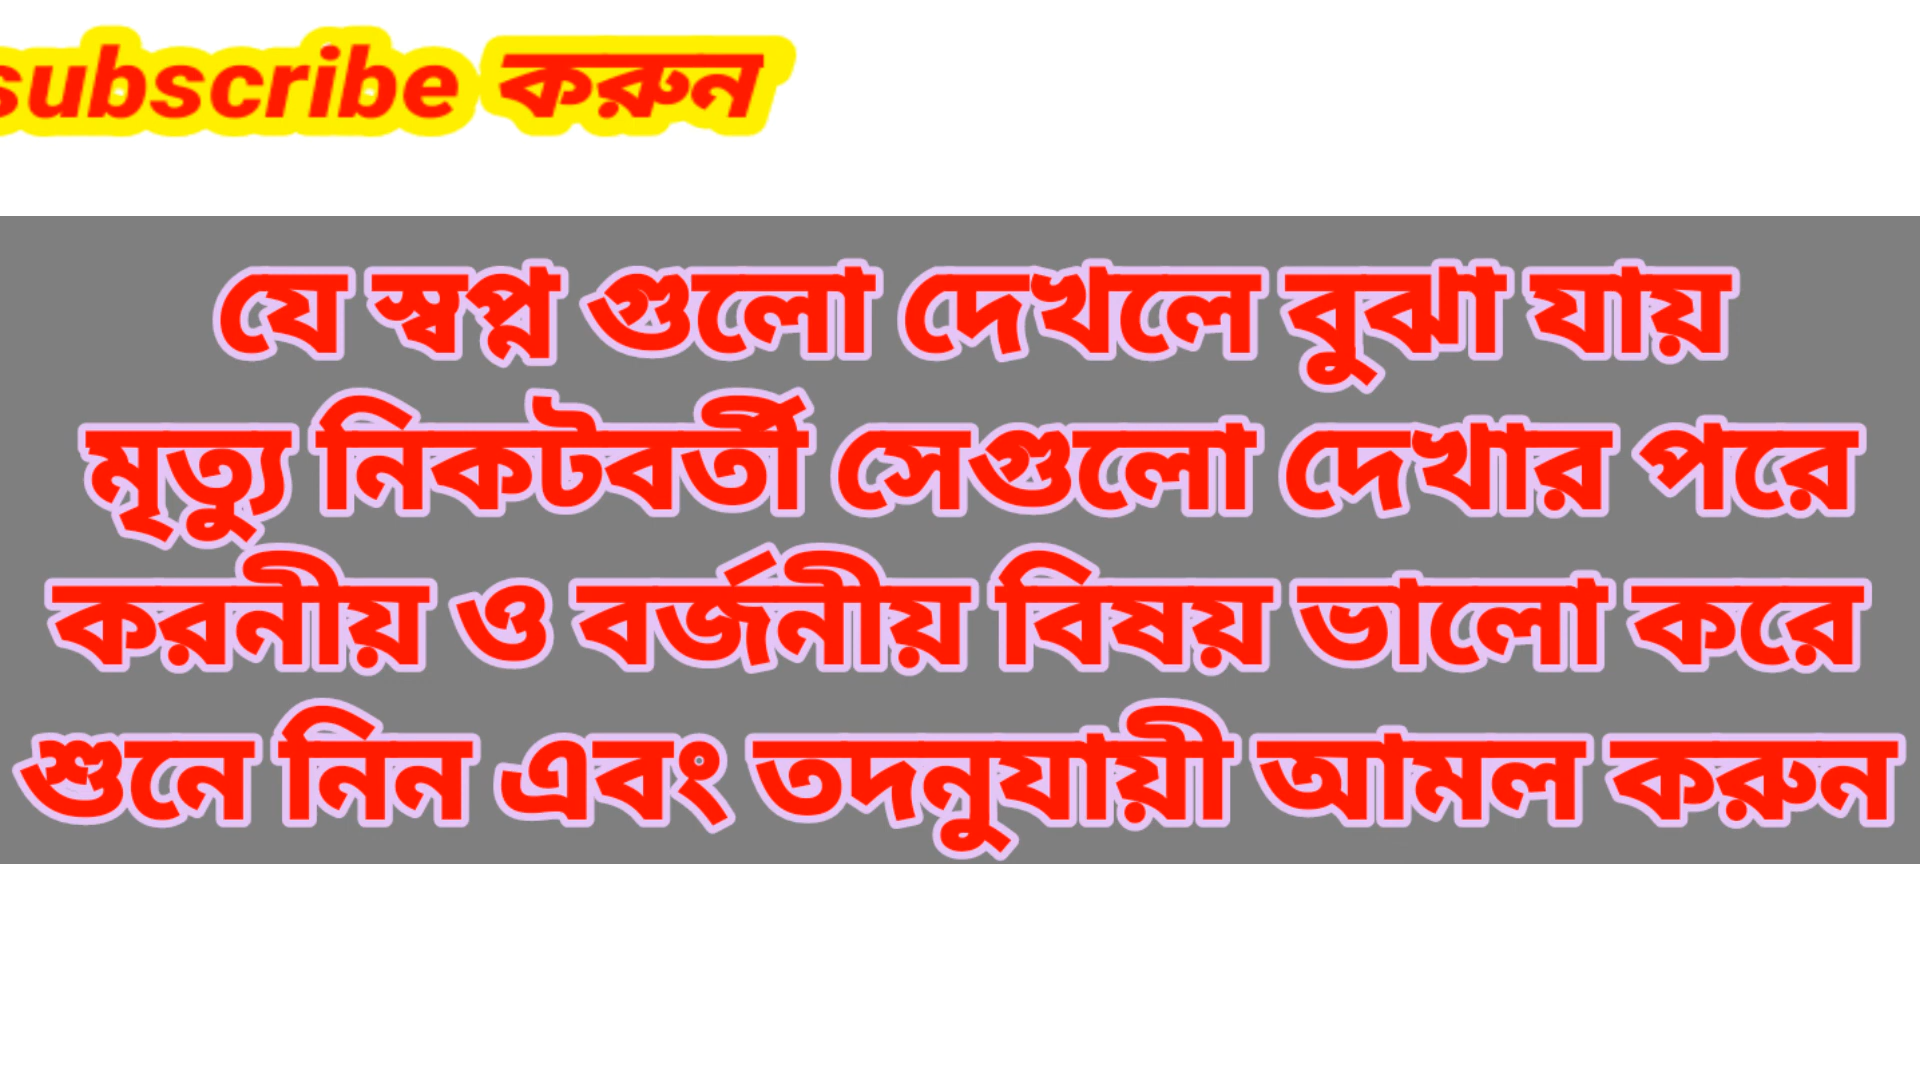 subscribe করুন
যে স্বপ্ন গুলো দেখলে বুঝা যায়
মৃত্যু নিকটবর্তী সেগুলো দেখার পরে
করনীয় ও বর্জনীয় বিষয় ভালো করে
শুনে নিন এবং তদনুযায়ী আমল করুন